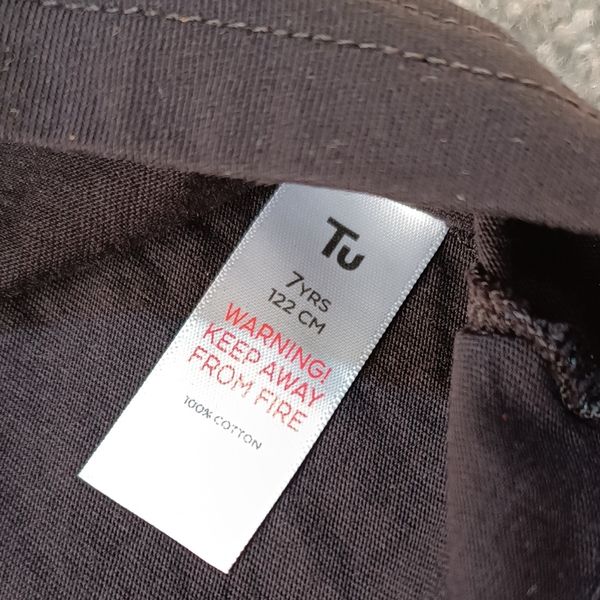 Tu
7YRS
122 CM
WARNING!
KEEP AWAY
FROM FIRE
100% COTTON